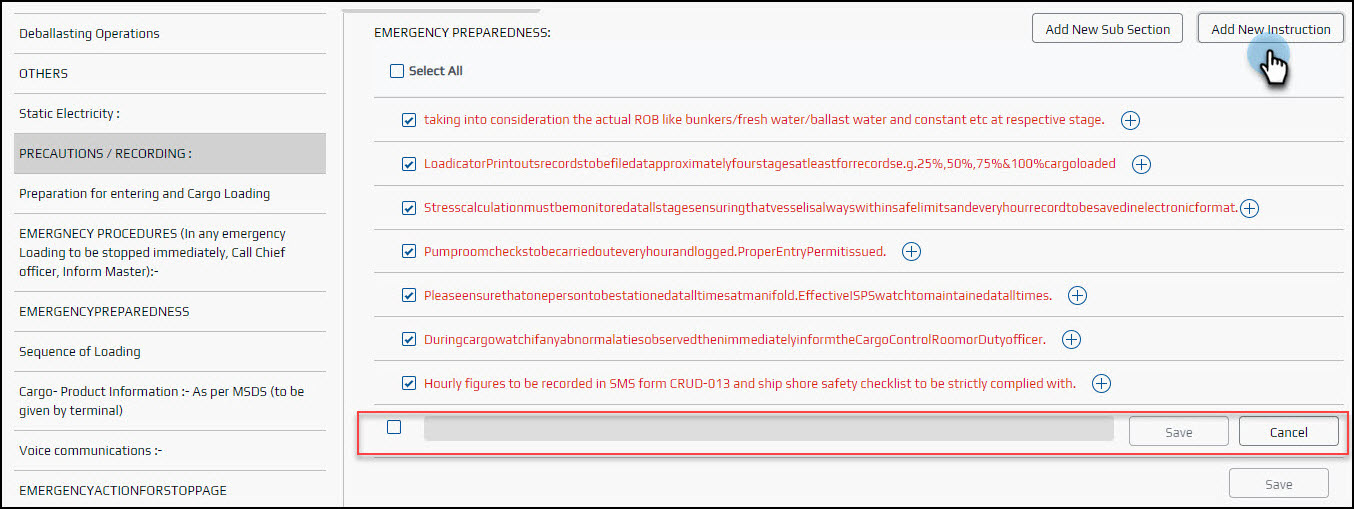 Deballasting Operations
OTHERS
Static Electricity :
PRECAUTIONS / RECORDING :
Preparation for entering and Cargo Loading
EMERGNECY PROCEDURES (In any emergency
Loading to be stopped immediately, Call Chief
officer, Inform Master):-
EMERGENCYPREPAREDNESS
Sequence of Loading
Cargo- Product Information :- As per MSDS (to be
given by terminal)
Voice communications :-
EMERGENCYACTIONFORSTOPPAGE
EMERGENCY PREPAREDNESS:
Add New Sub Section
Add New Instruction
Select All
taking into consideration the actual ROB like bunkers/fresh water/ballast water and constant etc at respective stage.
LoadicatorPrintoutsrecordstobefiledatapproximatelyfourstagesatleastforrecordse.g.25%,50%,75%&100%cargoloaded
Stresscalculationmustbemonitoredatallstagesensuringthatvesselisalwayswithinsafelimitsandeveryhourrecordtobesavedinelectronicformat.
Pumproomcheckstobecarriedouteveryhourandlogged.ProperEntryPermitissued.
Pleaseensurethatonepersontobestationedatalltimesatmanifold.EffectiveISPSwatchtomaintainedatalltimes.
Duringcargowatchifanyabnormalatiesobservedthenimmediatelyinformthe​CargoControlRoomorDutyofficer.
Hourly figures to be recorded in SMS form CRUD-013 and ship shore safety checklist to be strictly complied with.
Save
Cancel
Save